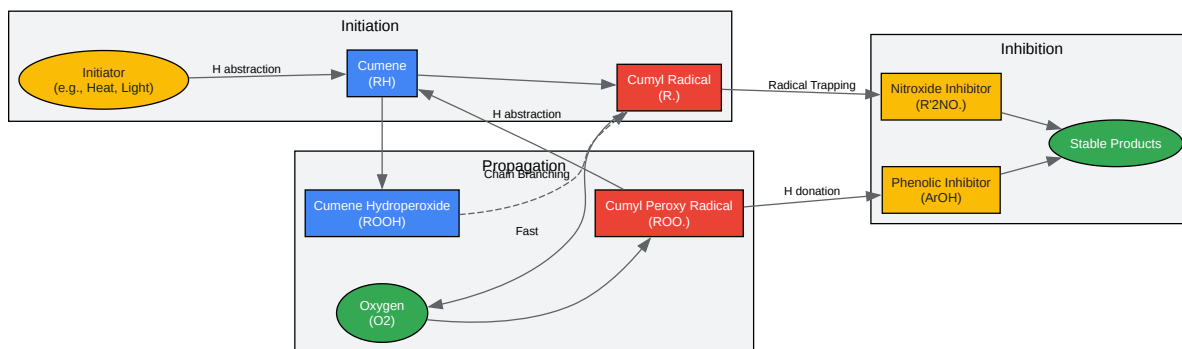 Initiation
Initiator
(e.g., Heat, Light)
H abstraction
Cumene
(RH)
Cumyl Radical
(R.)
H abstraction
Radical Trapping
Inhibition
Nitroxide Inhibitor
(R'2NO.)
Stable Products
Phenolic Inhibitor
(ArOH)
H donation
Propagation
Chain Branching
Cumene Hydroperoxide
(ROOH)
Cumyl Peroxy Radical
(ROO.)
Fast
Oxygen
(O2)